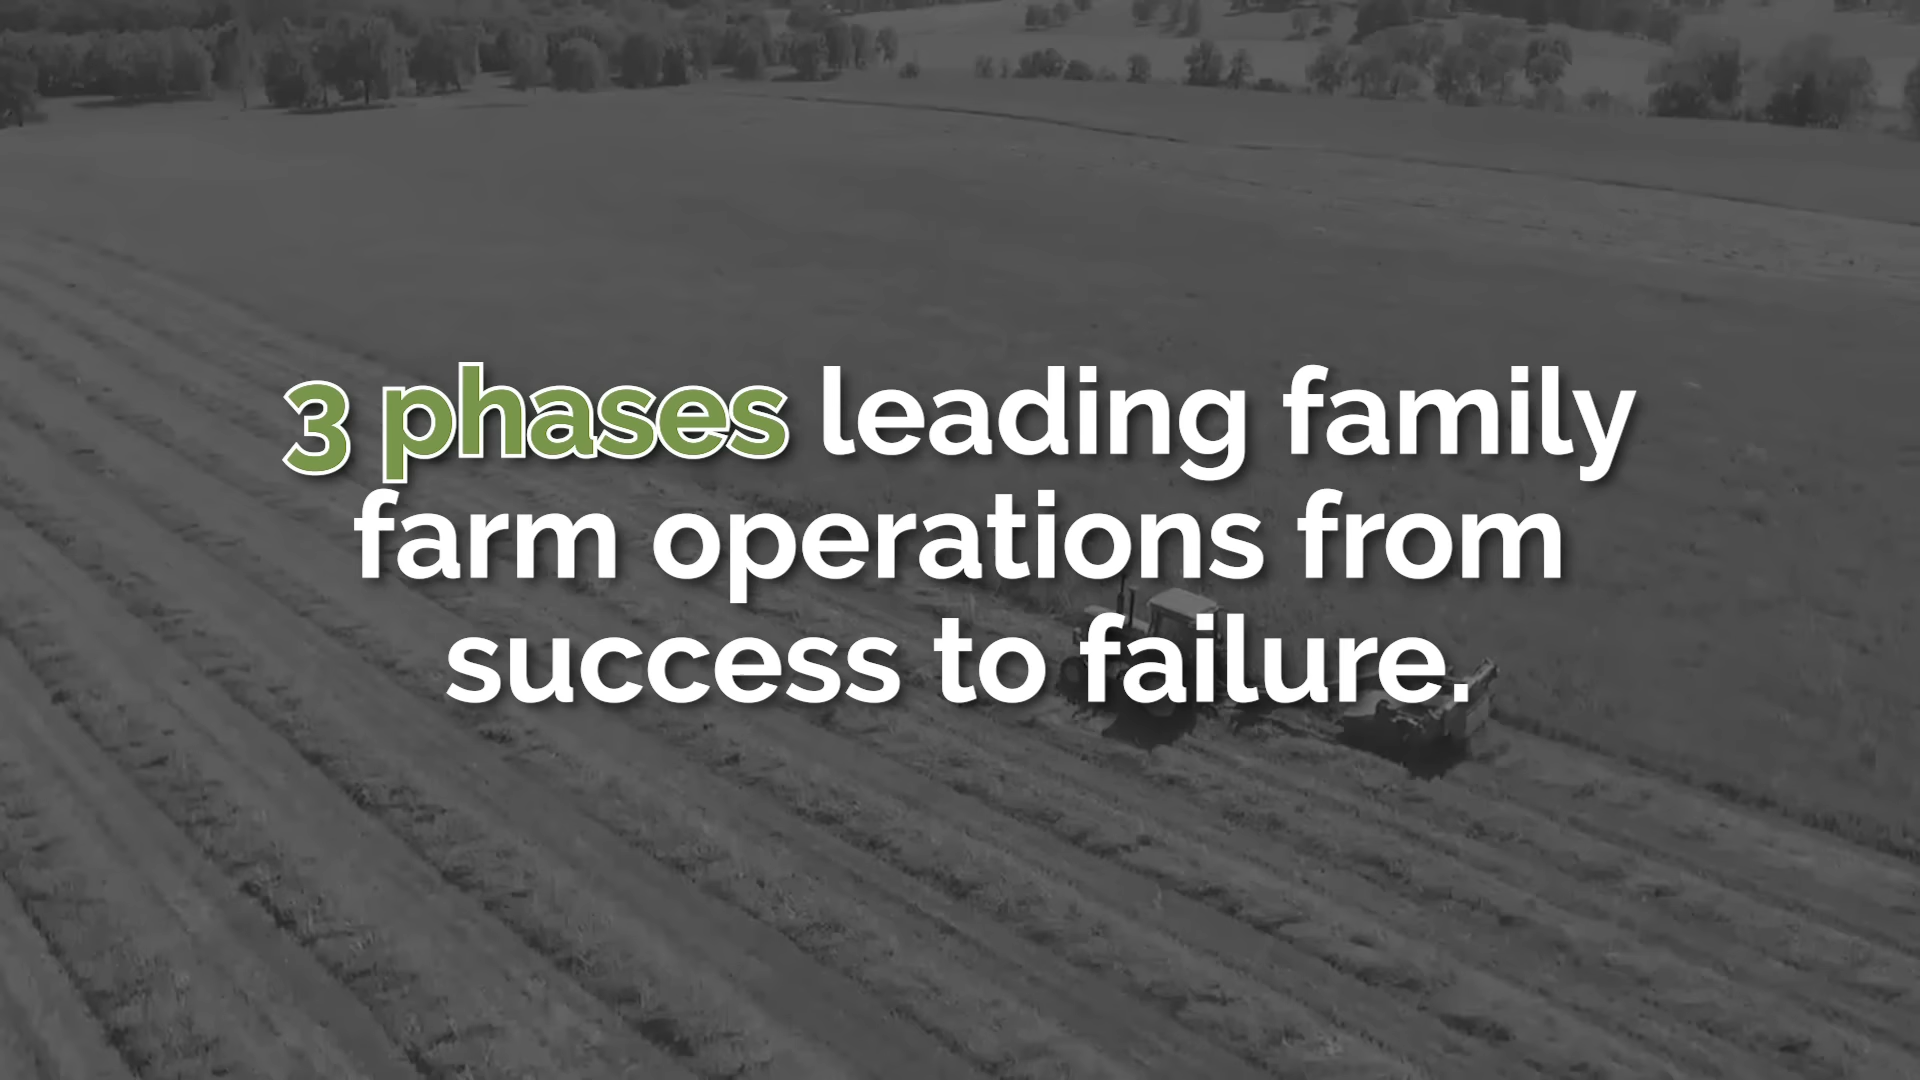 3 phases leading family
farm operations from
success to failure.